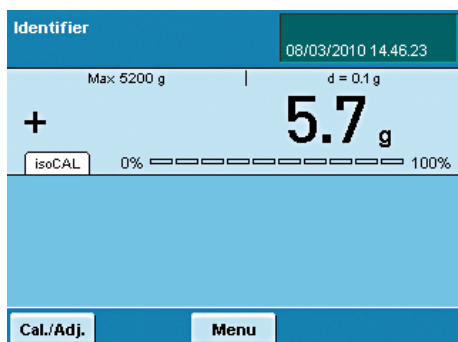 Identifier
08/03/2010 14.46.23
Max 5200 g d = 0.1 g
+ 5.7 g
isoCAL 0% 100%
Cal./Adj. Menu